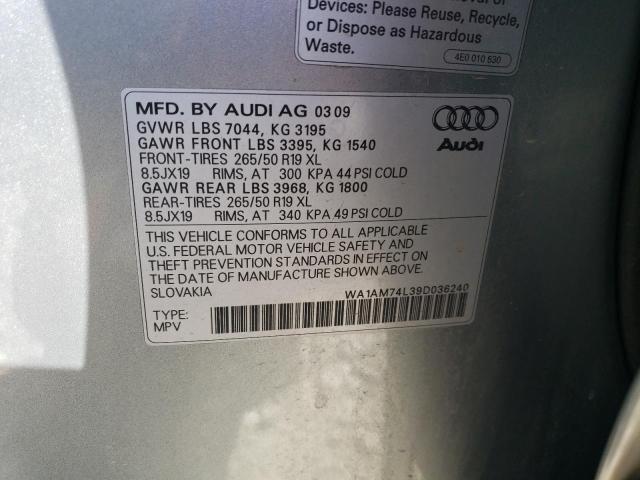 Devices: Please Reuse, Recycle,
or Dispose as Hazardous
Waste.
4E0 010 530
MFD. BY AUDI AG 03 09
GVWR LBS 7044, KG 3195
GAWR FRONT LBS 3395, KG 1540
FRONT-TIRES 265/50 R19 XL
8.5JX19 RIMS, AT 300 KPA 44 PSI COLD
GAWR REAR LBS 3968, KG 1800
REAR-TIRES 265/50 R19 XL
8.5JX19 RIMS, AT 340 KPA 49 PSI COLD
Audi
THIS VEHICLE CONFORMS TO ALL APPLICABLE
U.S. FEDERAL MOTOR VEHICLE SAFETY AND
THEFT PREVENTION STANDARDS IN EFFECT ON
THE DATE OF MANUFACTURE SHOWN ABOVE.
SLOVAKIA
WA1AM74L39D036240
TYPE:
MPV